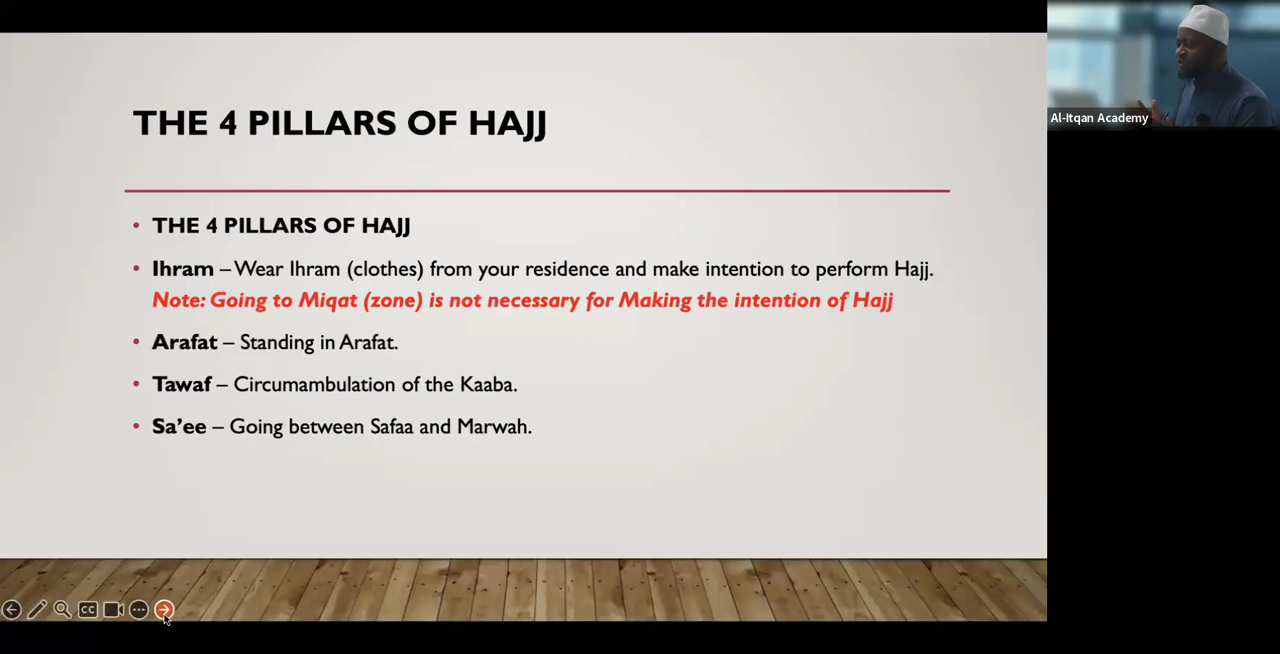 THE 4 PILLARS OF HAJJ
• THE 4 PILLARS OF HAJJ
• Ihram – Wear Ihram (clothes) from your residence and make intention to perform Hajj.
Note: Going to Miqat (zone) is not necessary for Making the intention of Hajj
• Arafat – Standing in Arafat.
• Tawaf – Circumambulation of the Kaaba.
• Sa’ee – Going between Safaa and Marwah.
Al-Itqan Academy
CC